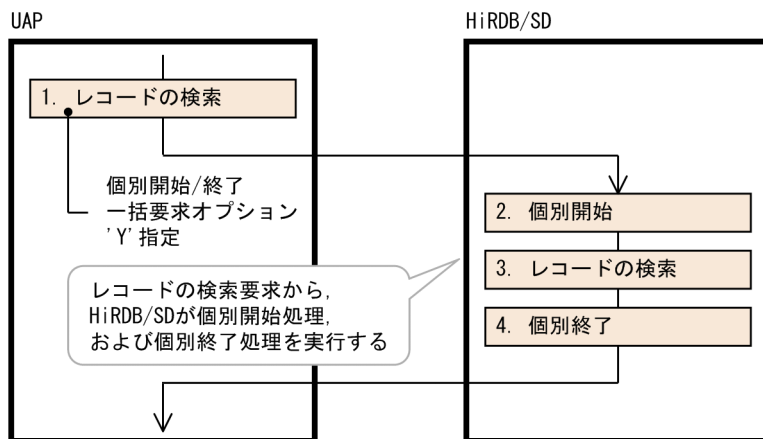 UAP
HiRDB/SD
1. レコードの検索
個別開始/終了
一括要求オプション
'Y'指定
2. 個別開始
3. レコードの検索
4. 個別終了
レコードの検索要求から,
HiRDB/SDが個別開始処理,
および個別終了処理を実行する